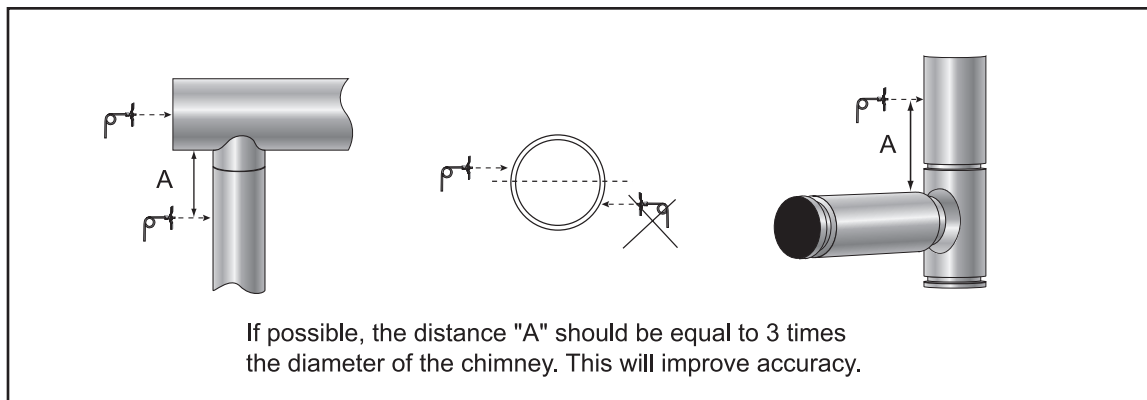 A
A
If possible, the distance "A" should be equal to 3 times
the diameter of the chimney. This will improve accuracy.